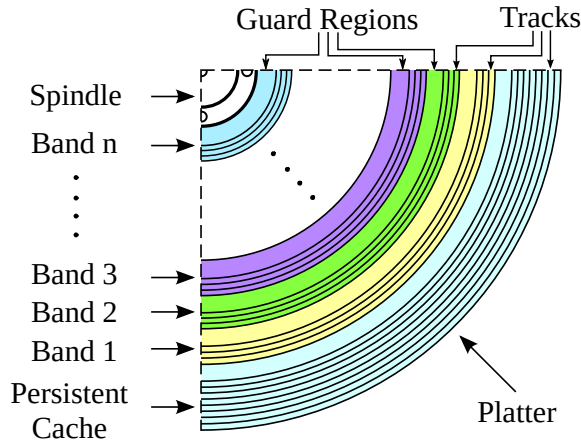 Guard Regions
Tracks
Spindle
Band n
Band 3
Band 2
Band 1
Persistent
Cache
Platter